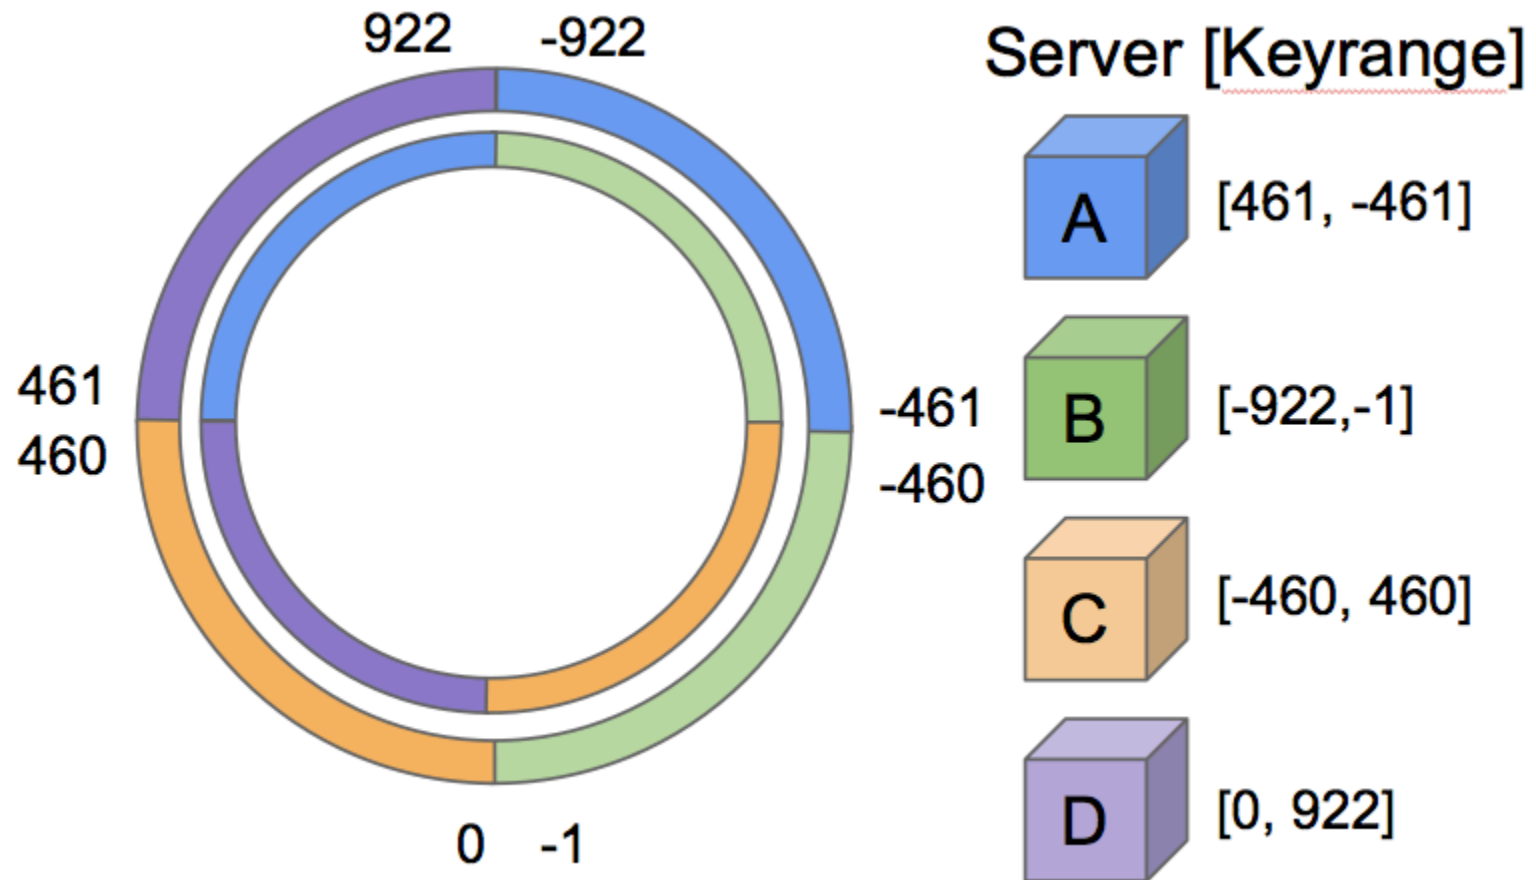 922 -922
461
460
-461
-460
0 -1
Server [Keyrange]
A [461, -461]
B [-922,-1]
C [-460, 460]
D [0, 922]